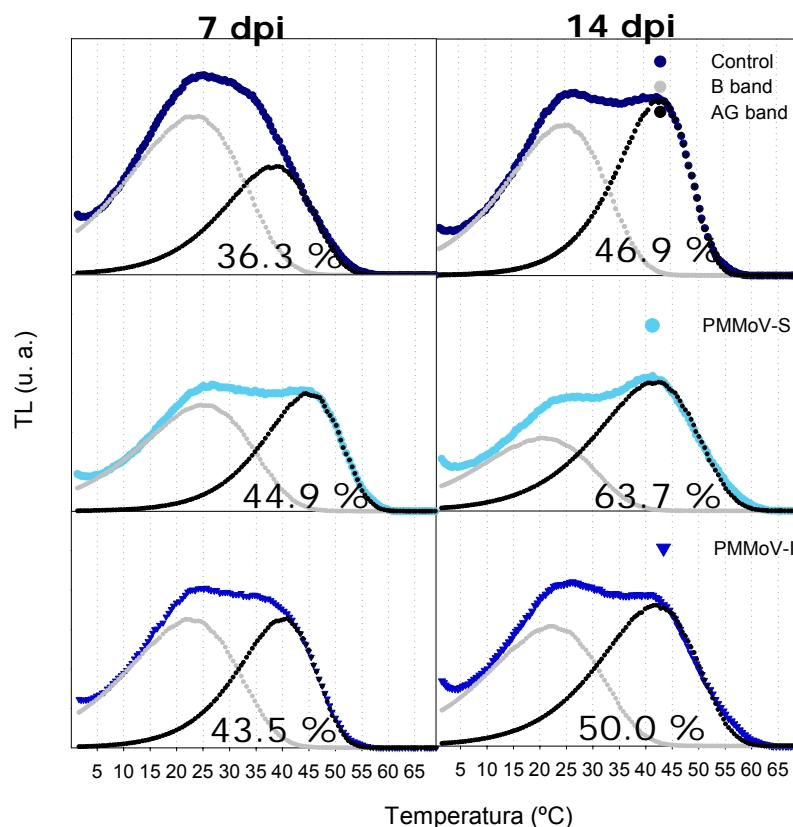 7 dpi 14 dpi
Control
B band
AG band
36.3 % 46.9 %
PMMoV-S
44.9 % 63.7 %
PMMoV-I
43.5 % 50.0 %
TL (u. a.)
5 10 15 20 25 30 35 40 45 50 55 60 65 5 10 15 20 25 30 35 40 45 50 55 60 65
Temperatura (ºC)